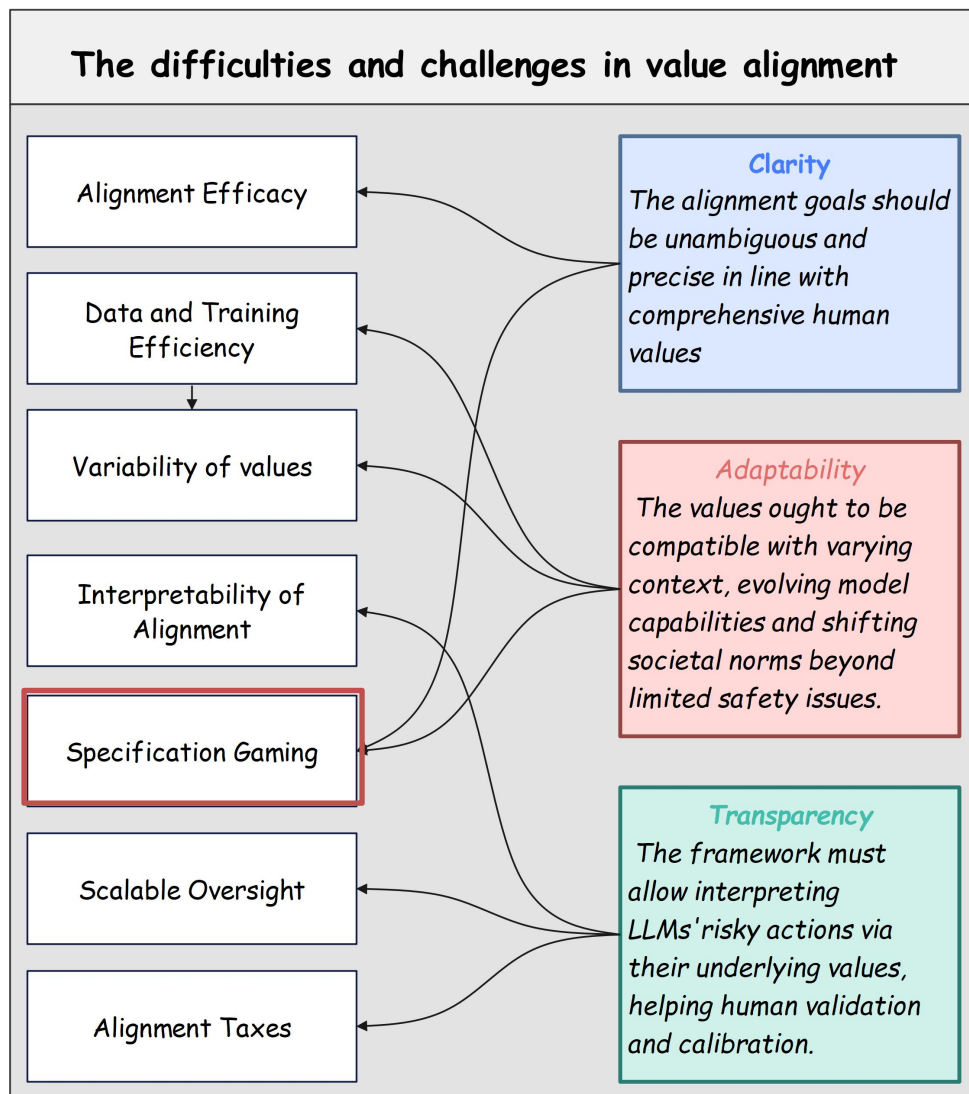 The difficulties and challenges in value alignment
Alignment Efficacy
Data and Training
Efficiency
Variability of values
Interpretability of
Alignment
Specification Gaming
Scalable Oversight
Alignment Taxes
Clarity
The alignment goals should
be unambiguous and
precise in line with
comprehensive human
values
Adaptability
The values ought to be
compatible with varying
context, evolving model
capabilities and shifting
societal norms beyond
limited safety issues.
Transparency
The framework must
allow interpreting
LLMs'risky actions via
their underlying values,
helping human validation
and calibration.